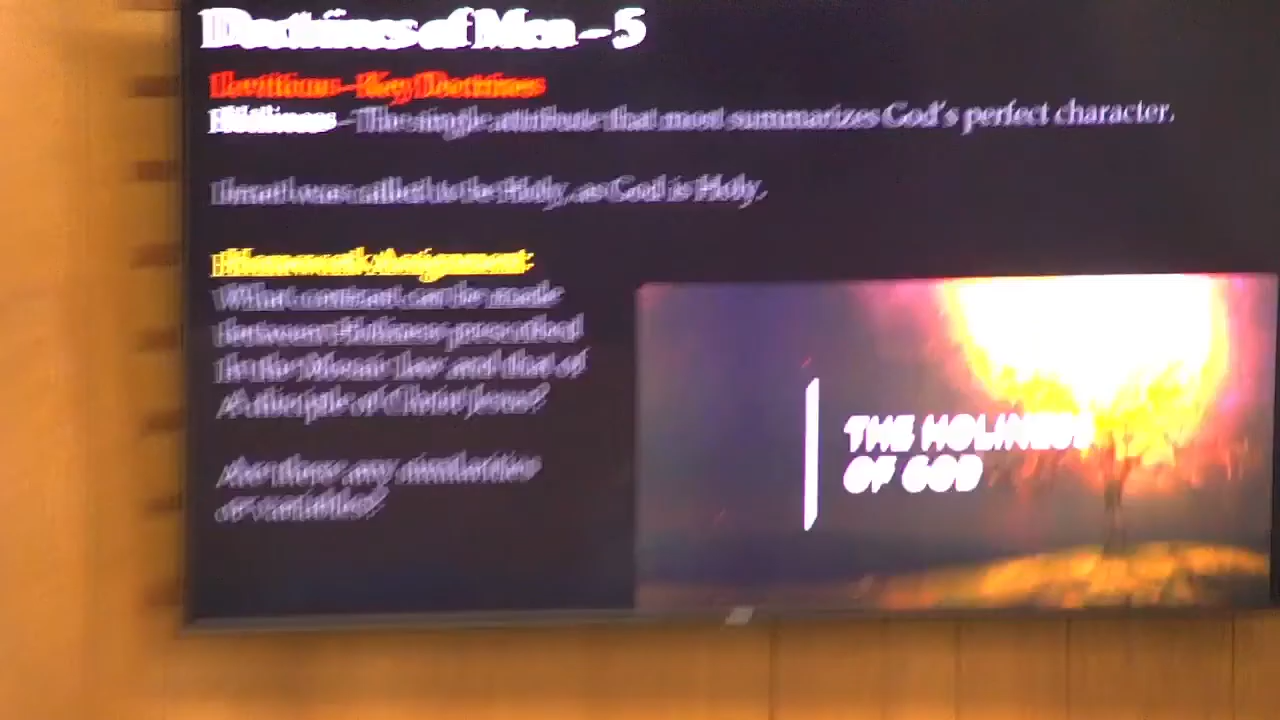 Doctrines of Men - 5
Leviticus - Key Doctrines
Holiness - The single attribute that most summarizes God's perfect character.
Israel was called to be Holy, as God is Holy.
Homework Assignment:
What contrast can be made
Between Holiness prescribed
In the Mosaic law and that of
A disciple of Christ Jesus?
Are there any similarities
or variables?
THE HOLINESS
OF GOD